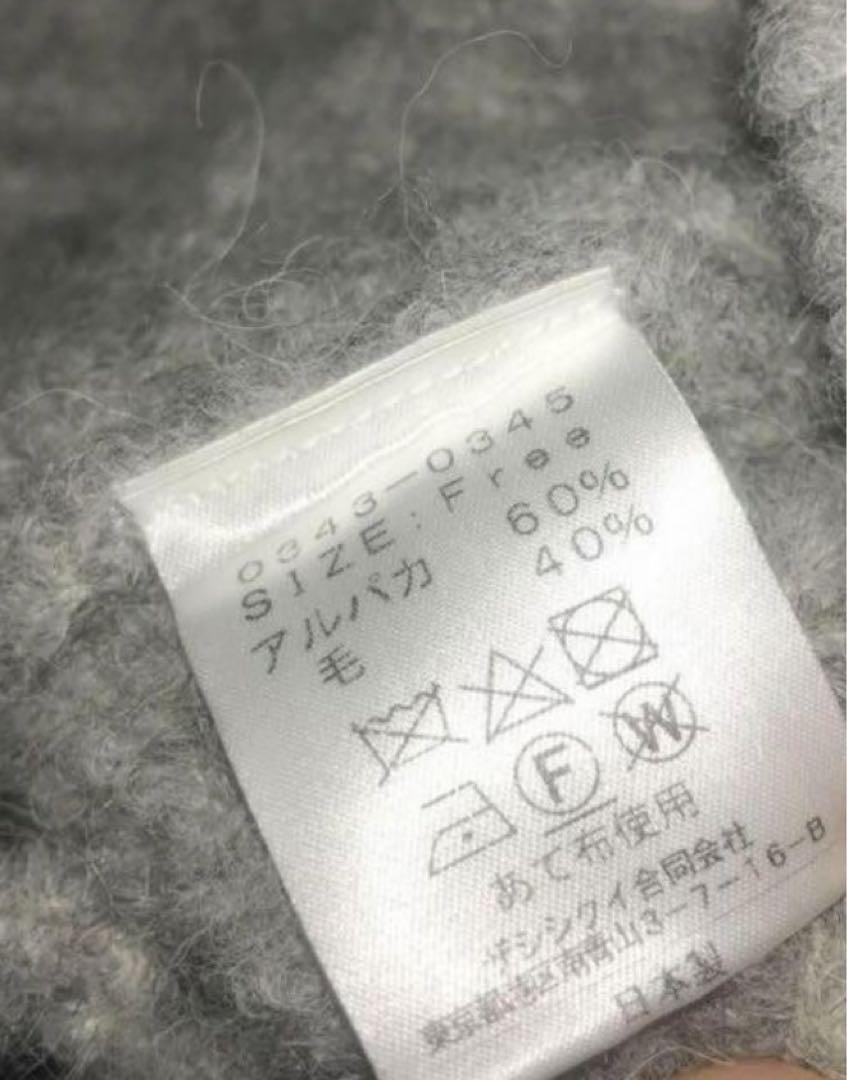 0343-0345
SIZE:Free
アルパカ 60%
毛 40%
F W
あて布使用
ザシンクイ合同会社
東京都港区南青山3-7-16-B
日本製